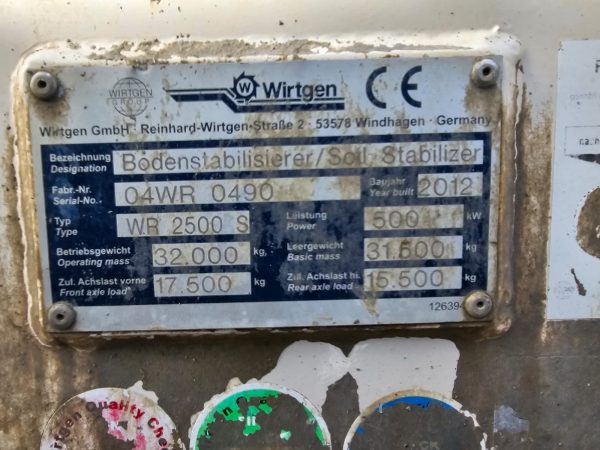 WIRTGEN GROUP
W Wirtgen CE
Wirtgen GmbH · Reinhard-Wirtgen-Straße 2 · 53578 Windhagen · Germany
Bezeichnung Bodenstabilisierer/Soil Stabilizer
Designation
Fabr.-Nr. 04WR 0490 Baujahr 2012
Serial-No. Year built
Typ WR 2500 S Leistung 500 kW
Type Power
Betriebsgewicht 32.000 kg Leergewicht 31.500 kg
Operating mass Basic mass
Zul. Achslast vorne 17.500 kg Zul. Achslast hi. 15.500 kg
Front axle load Rear axle load
Wirtgen Quality Check